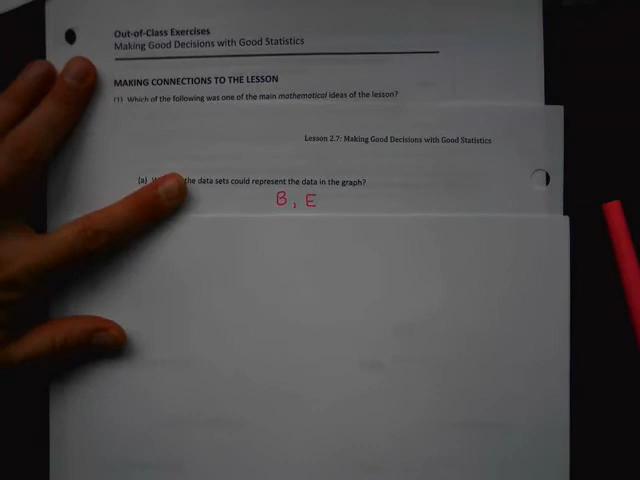 Out-of-Class Exercises
Making Good Decisions with Good Statistics
MAKING CONNECTIONS TO THE LESSON
(1) Which of the following was one of the main mathematical ideas of the lesson?
Lesson 2.7: Making Good Decisions with Good Statistics
(a) the data sets could represent the data in the graph?
B, E